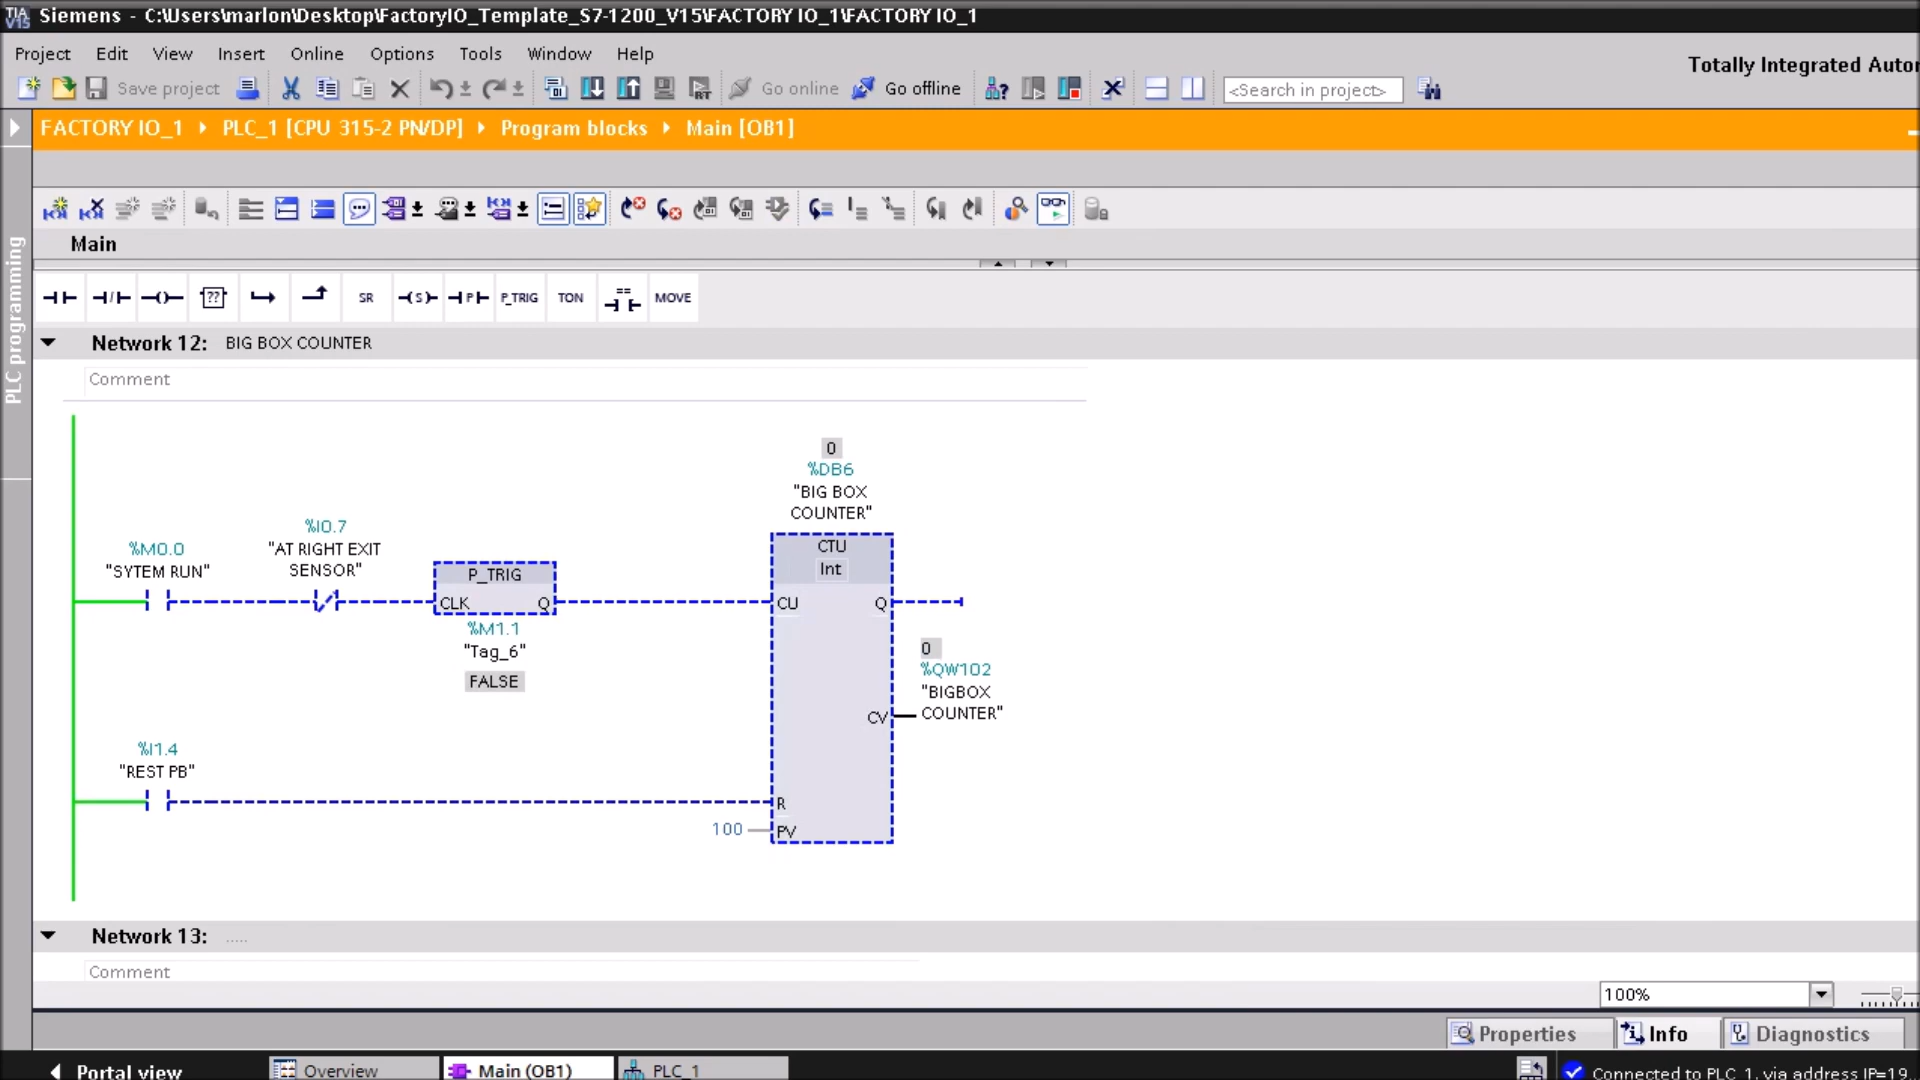 Siemens - C:\Users\marlon\Desktop\FactoryIO_Template_S7-1200_V15\FACTORY IO_1\FACTORY IO_1
Project Edit View Insert Online Options Tools Window Help
Totally Integrated Autor
Save project Go online Go offline <Search in project>
FACTORY IO_1 PLC_1 [CPU 315-2 PN/DP] Program blocks Main [OB1]
PLC programming
Main
?? SR S P P_TRIG TON == MOVE
Network 12: BIG BOX COUNTER
Comment
0
%DB6
"BIG BOX
COUNTER"
CTU
Int
%M0.0
"SYTEM RUN"
%I0.7
"AT RIGHT EXIT
SENSOR"
P_TRIG
CLK Q
%M1.1
"Tag_6"
FALSE
CU Q
0
%QW102
"BIGBOX
COUNTER"
CV
%I1.4
"REST PB"
R
100 PV
Network 13: .....
Comment
100%
Properties Info Diagnostics
Portal view Overview Main (OB1) PLC_1 Connected to PLC_1, via address IP=19...